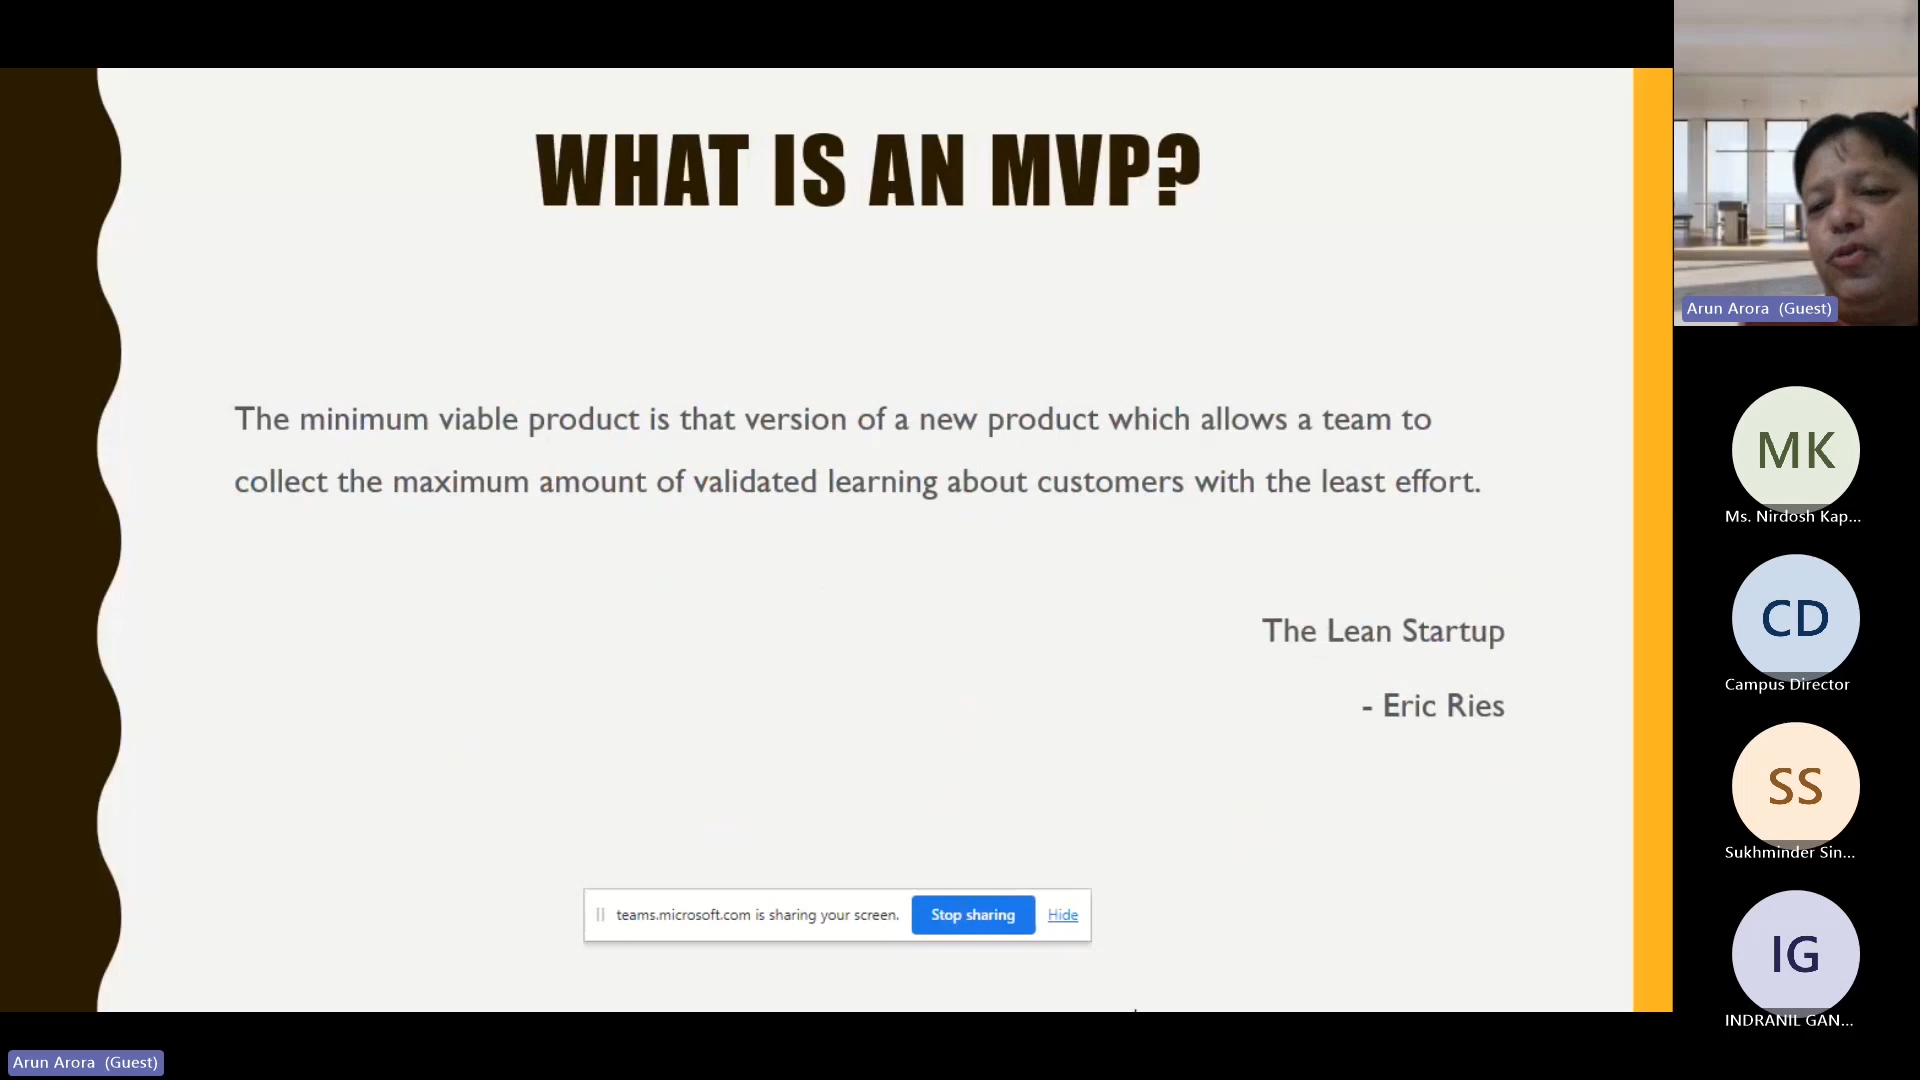 WHAT IS AN MVP?
The minimum viable product is that version of a new product which allows a team to
collect the maximum amount of validated learning about customers with the least effort.
The Lean Startup
- Eric Ries
teams.microsoft.com is sharing your screen. Stop sharing Hide
Arun Arora (Guest)
MK
Ms. Nirdosh Kap...
CD
Campus Director
SS
Sukhminder Sin...
IG
INDRANIL GAN...
Arun Arora (Guest)